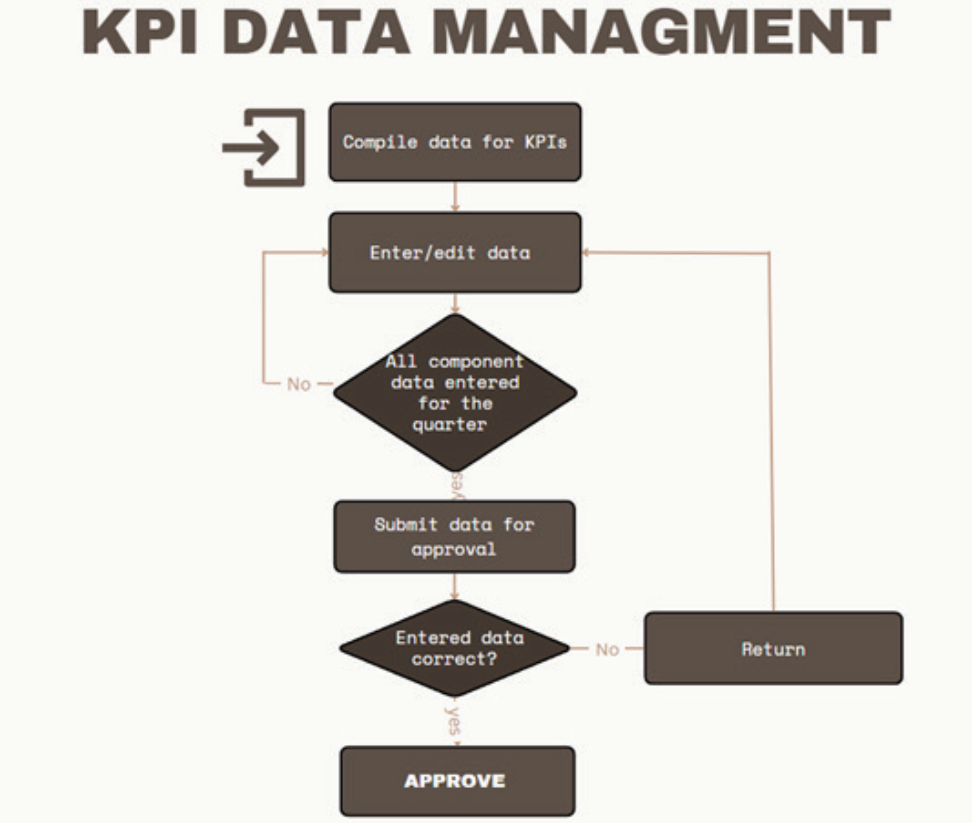 KPI DATA MANAGMENT
Compile data for KPIs
Enter/edit data
All component
data entered
for the
quarter
No
yes
Submit data for
approval
Entered data
correct?
No
Return
yes
APPROVE